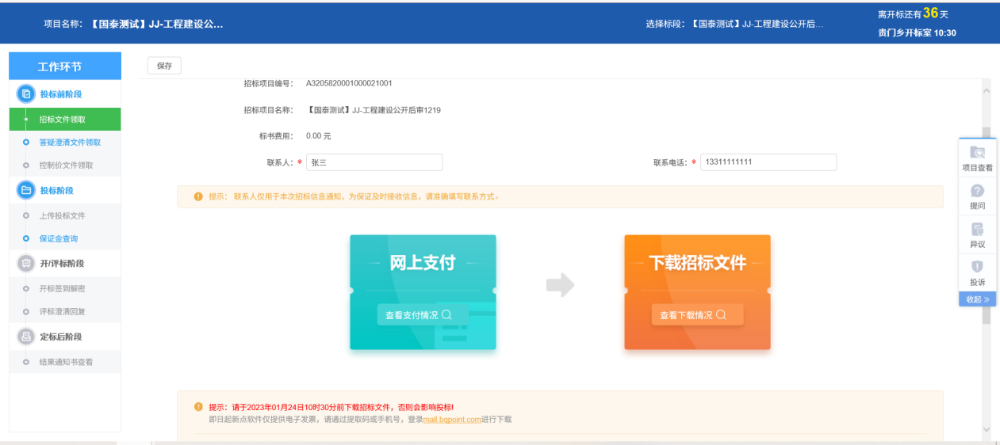 项目名称: 【国泰测试】JJ-工程建设公...
选择标段: 【国泰测试】JJ-工程建设公开后...
离开标还有36天
贵门乡开标室 10:30
工作环节
保存
投标前阶段
招标文件领取
答疑澄清文件领取
控制价文件领取
投标阶段
上传投标文件
保证金查询
开/评标阶段
开标签到解密
评标澄清回复
定标后阶段
结果通知书查看
招标项目编号: A3205820001000021001
招标项目名称: 【国泰测试】JJ-工程建设公开后审1219
标书费用: 0.00 元
联系人: * 张三
联系电话: * 13311111111
提示: 联系人仅用于本次招标信息通知，为保证及时接收信息，请准确填写联系方式。
网上支付
查看支付情况
下载招标文件
查看下载情况
提示: 请于2023年01月24日10时30分前下载招标文件，否则会影响投标!
即日起新点软件仅提供电子发票，请通过提取码或手机号，登录mall.bqpoint.com进行下载
项目查看
提问
异议
投诉
收起 »